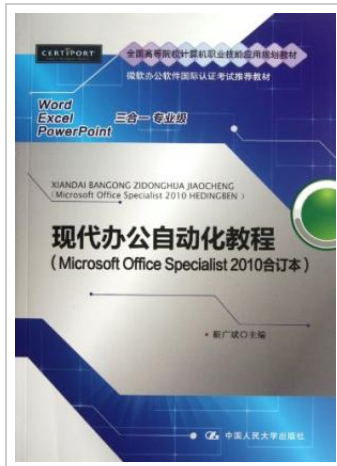 CERTIPORT
全国高等院校计算机职业技能应用规划教材
微软办公软件国际认证考试推荐教材
Word
Excel 三合一 专业级
PowerPoint
XIANDAI BANGONG ZIDONGHUA JIAOCHENG
(Microsoft Office Specialist 2010 HEDINGBEN)
现代办公自动化教程
(Microsoft Office Specialist 2010合订本)
靳广斌○主编
中国人民大学出版社